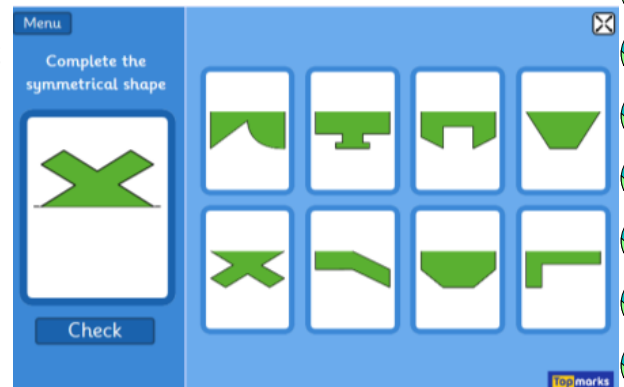 Menu
Complete the
symmetrical shape
Check
Topmarks